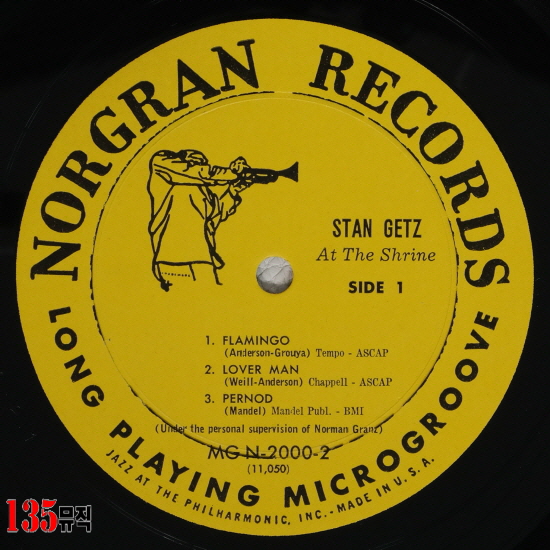 NORGRAN RECORDS
STAN GETZ
At The Shrine
SIDE 1
1. FLAMINGO
(Anderson-Grouya) Tempo - ASCAP
2. LOVER MAN
(Weill-Anderson) Chappell - ASCAP
3. PERNOD
(Mandel) Mandel Publ. - BMI
(Under the personal supervision of Norman Granz)
MG N-2000-2
(11,050)
LONG PLAYING MICROGROOVE
JAZZ AT THE PHILHARMONIC, INC. - MADE IN U.S.A.
135뮤직